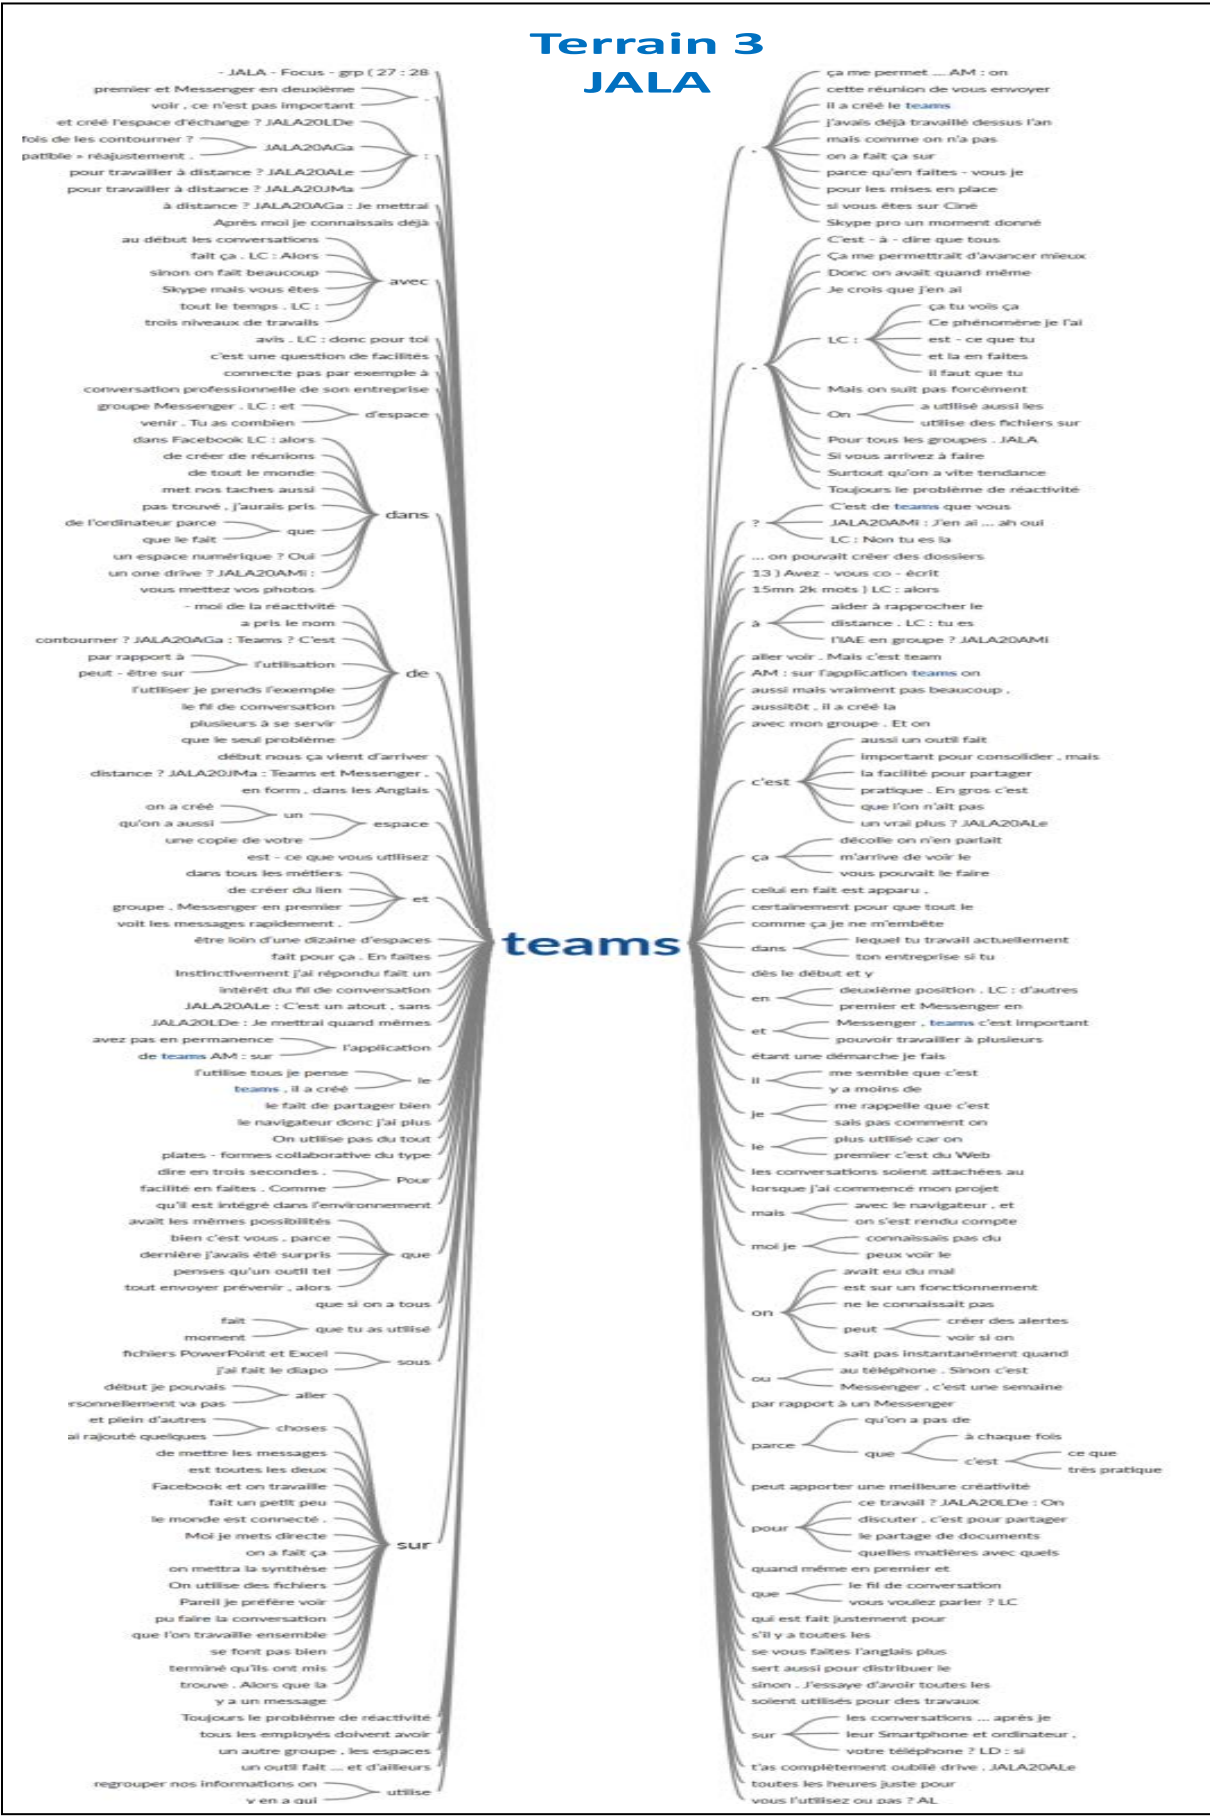 Terrain 3
JALA
- JALA - Focus - grp ( 27 : 28
premier et Messenger en deuxième
.
voir , ce n'est pas important
et créé l'espace d'échange ? JALA20LDe
fois de les contourner ?
JALA20AGa
patible » réajustement .
:
pour travailler à distance ? JALA20ALe
pour travailler à distance ? JALA20JMa
à distance ? JALA20AGa : Je mettrai
Après moi je connaissais déjà
au début les conversations
fait ça . LC : Alors
sinon on fait beaucoup
avec
Skype mais vous êtes
tout le temps . LC :
trois niveaux de travails
avis . LC : donc pour toi
c'est une question de facilités
connecte pas par exemple à
conversation professionnelle de son entreprise
groupe Messenger . LC : et
d'espace
venir . Tu as combien
dans Facebook LC : alors
de créer de réunions
de tout le monde
met nos taches aussi
pas trouvé , j'aurais pris
dans
de l'ordinateur parce
que
que le fait
un espace numérique ? Oui
un one drive ? JALA20AMi :
vous mettez vos photos
- moi de la réactivité
a pris le nom
contourner ? JALA20AGa : Teams ? C'est
par rapport à
l'utilisation
peut - être sur
de
l'utiliser je prends l'exemple
le fil de conversation
plusieurs à se servir
que le seul problème
début nous ça vient d'arriver
distance ? JALA20JMa : Teams et Messenger .
en form , dans les Anglais
on a créé
un
qu'on a aussi
espace
une copie de votre
est - ce que vous utilisez
dans tous les métiers
de créer du lien
et
groupe . Messenger en premier
voit les messages rapidement .
être loin d'une dizaine d'espaces
fait pour ça . En faites
Instinctivement j'ai répondu fait un
intérêt du fil de conversation
JALA20ALe : C'est un atout , sans
JALA20LDe : Je mettrai quand mêmes
avez pas en permanence
l'application
de teams AM : sur
l'utilise tous je pense
le
teams , il a créé
le fait de partager bien
le navigateur donc j'ai plus
On utilise pas du tout
plates - formes collaborative du type
dire en trois secondes .
Pour
facilité en faites . Comme
qu'il est intégré dans l'environnement
avait les mêmes possibilités
bien c'est vous , parce
dernière j'avais été surpris
que
penses qu'un outil tel
tout envoyer prévenir , alors
que si on a tous
fait
que tu as utilisé
moment
fichiers PowerPoint et Excel
sous
j'ai fait le diapo
début je pouvais
aller
rsonnellement va pas
et plein d'autres
choses
ai rajouté quelques
de mettre les messages
est toutes les deux
Facebook et on travaille
fait un petit peu
le monde est connecté .
Moi je mets directe
sur
on a fait ça
on mettra la synthèse
On utilise des fichiers
Pareil je préfère voir
pu faire la conversation
que l'on travaille ensemble
se font pas bien
terminé qu'ils ont mis
trouve . Alors que la
y a un message
Toujours le problème de réactivité
tous les employés doivent avoir
un autre groupe , les espaces
un outil fait ... et d'ailleurs
regrouper nos informations on
utilise
y en a qui
teams
ça me permet ... AM : on
cette réunion de vous envoyer
il a créé le teams
j'avais déjà travaillé dessus l'an
mais comme on n'a pas
on a fait ça sur
parce qu'en faites - vous je
pour les mises en place
si vous êtes sur Ciné
Skype pro un moment donné
C'est - à - dire que tous
Ça me permettrait d'avancer mieux
Donc on avait quand même
Je crois que j'en ai
ça tu vois ça
Ce phénomène je l'ai
LC :
est - ce que tu
et la en faites
il faut que tu
Mais on suit pas forcément
a utilisé aussi les
On
utilise des fichiers sur
Pour tous les groupes . JALA
Si vous arrivez à faire
Surtout qu'on a vite tendance
Toujours le problème de réactivité
C'est de teams que vous
?
JALA20AMi : J'en ai ... ah oui
LC : Non tu es la
... on pouvait créer des dossiers
13 ) Avez - vous co - écrit
15mn 2k mots ) LC : alors
aider à rapprocher le
à
distance . LC : tu es
l'IAE en groupe ? JALA20AMi
aller voir . Mais c'est team
AM : sur l'application teams on
aussi mais vraiment pas beaucoup ,
aussitôt , il a créé la
avec mon groupe . Et on
aussi un outil fait
important pour consolider , mais
c'est
la facilité pour partager
pratique . En gros c'est
que l'on n'ait pas
un vrai plus ? JALA20ALe
décolle on n'en parlait
ça
m'arrive de voir le
vous pouvait le faire
celui en fait est apparu ,
certainement pour que tout le
comme ça je ne m'embête
lequel tu travail actuellement
dans
ton entreprise si tu
dès le début et y
deuxième position . LC : d'autres
en
premier et Messenger en
Messenger , teams c'est important
et
pouvoir travailler à plusieurs
étant une démarche je fais
me semble que c'est
il
y a moins de
me rappelle que c'est
je
sais pas comment on
plus utilisé car on
le
premier c'est du Web
les conversations soient attachées au
lorsque j'ai commencé mon projet
avec le navigateur , et
mais
on s'est rendu compte
connaissais pas du
moi je
peux voir le
avait eu du mal
est sur un fonctionnement
ne le connaissait pas
on
créer des alertes
peut
voir si on
sait pas instantanément quand
au téléphone . Sinon c'est
ou
Messenger , c'est une semaine
par rapport à un Messenger
qu'on a pas de
parce
à chaque fois
que
ce que
c'est
très pratique
peut apporter une meilleure créativité
ce travail ? JALA20LDe : On
discuter , c'est pour partager
pour
le partage de documents
quelles matières avec quels
quand même en premier et
le fil de conversation
que
vous voulez parler ? LC
qui est fait justement pour
s'il y a toutes les
se vous faites l'anglais plus
sert aussi pour distribuer le
sinon . J'essaye d'avoir toutes les
soient utilisés pour des travaux
les conversations ... après je
sur
leur Smartphone et ordinateur ,
votre téléphone ? LD : si
t'as complètement oublié drive . JALA20ALe
toutes les heures juste pour
vous l'utilisez ou pas ? AL